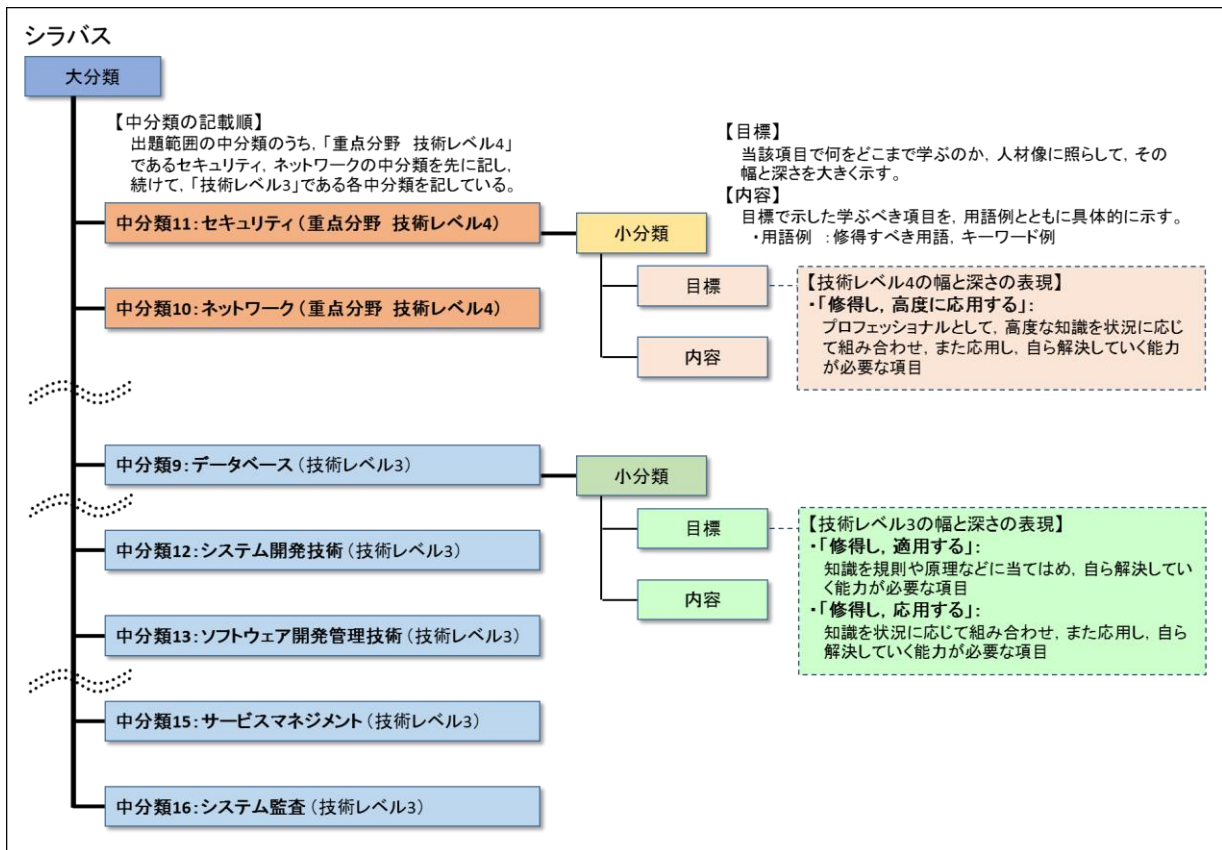 シラバス
大分類
【中分類の記載順】
出題範囲の中分類のうち，「重点分野　技術レベル4」
であるセキュリティ，ネットワークの中分類を先に記し，
続けて，「技術レベル3」である各中分類を記している。
【目標】
当該項目で何をどこまで学ぶのか，人材像に照らして，その
幅と深さを大きく示す。
【内容】
目標で示した学ぶべき項目を，用語例とともに具体的に示す。
・用語例　：修得すべき用語，キーワード例
中分類11：セキュリティ（重点分野　技術レベル4）
小分類
目標
内容
【技術レベル4の幅と深さの表現】
・「修得し，高度に応用する」：
プロフェッショナルとして，高度な知識を状況に応じ
て組み合わせ，また応用し，自ら解決していく能力
が必要な項目
中分類10：ネットワーク（重点分野　技術レベル4）
中分類9：データベース（技術レベル3）
小分類
目標
内容
【技術レベル3の幅と深さの表現】
・「修得し，適用する」：
知識を規則や原理などに当てはめ，自ら解決してい
く能力が必要な項目
・「修得し，応用する」：
知識を状況に応じて組み合わせ，また応用し，自ら
解決していく能力が必要な項目
中分類12：システム開発技術（技術レベル3）
中分類13：ソフトウェア開発管理技術（技術レベル3）
中分類15：サービスマネジメント（技術レベル3）
中分類16：システム監査（技術レベル3）